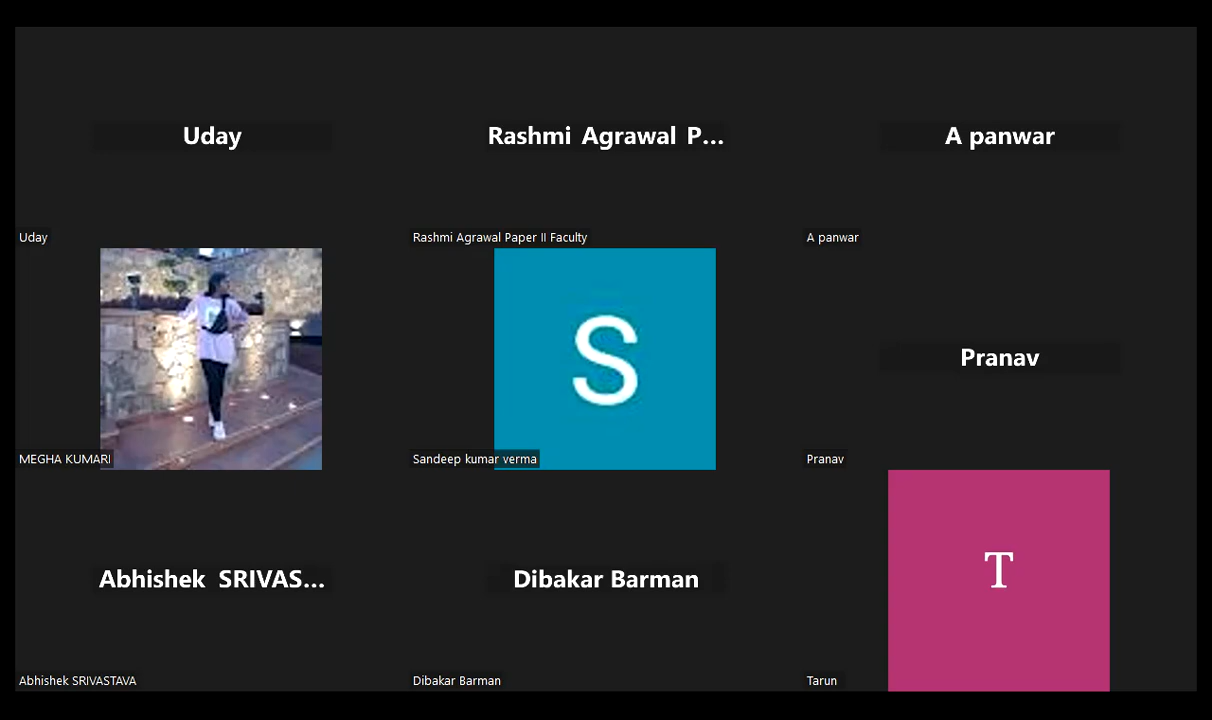 Uday
Rashmi Agrawal P...
A panwar
Uday
Rashmi Agrawal Paper II Faculty
A panwar
S
Pranav
MEGHA KUMARI
Sandeep kumar verma
Pranav
Abhishek SRIVAS...
Dibakar Barman
T
Abhishek SRIVASTAVA
Dibakar Barman
Tarun